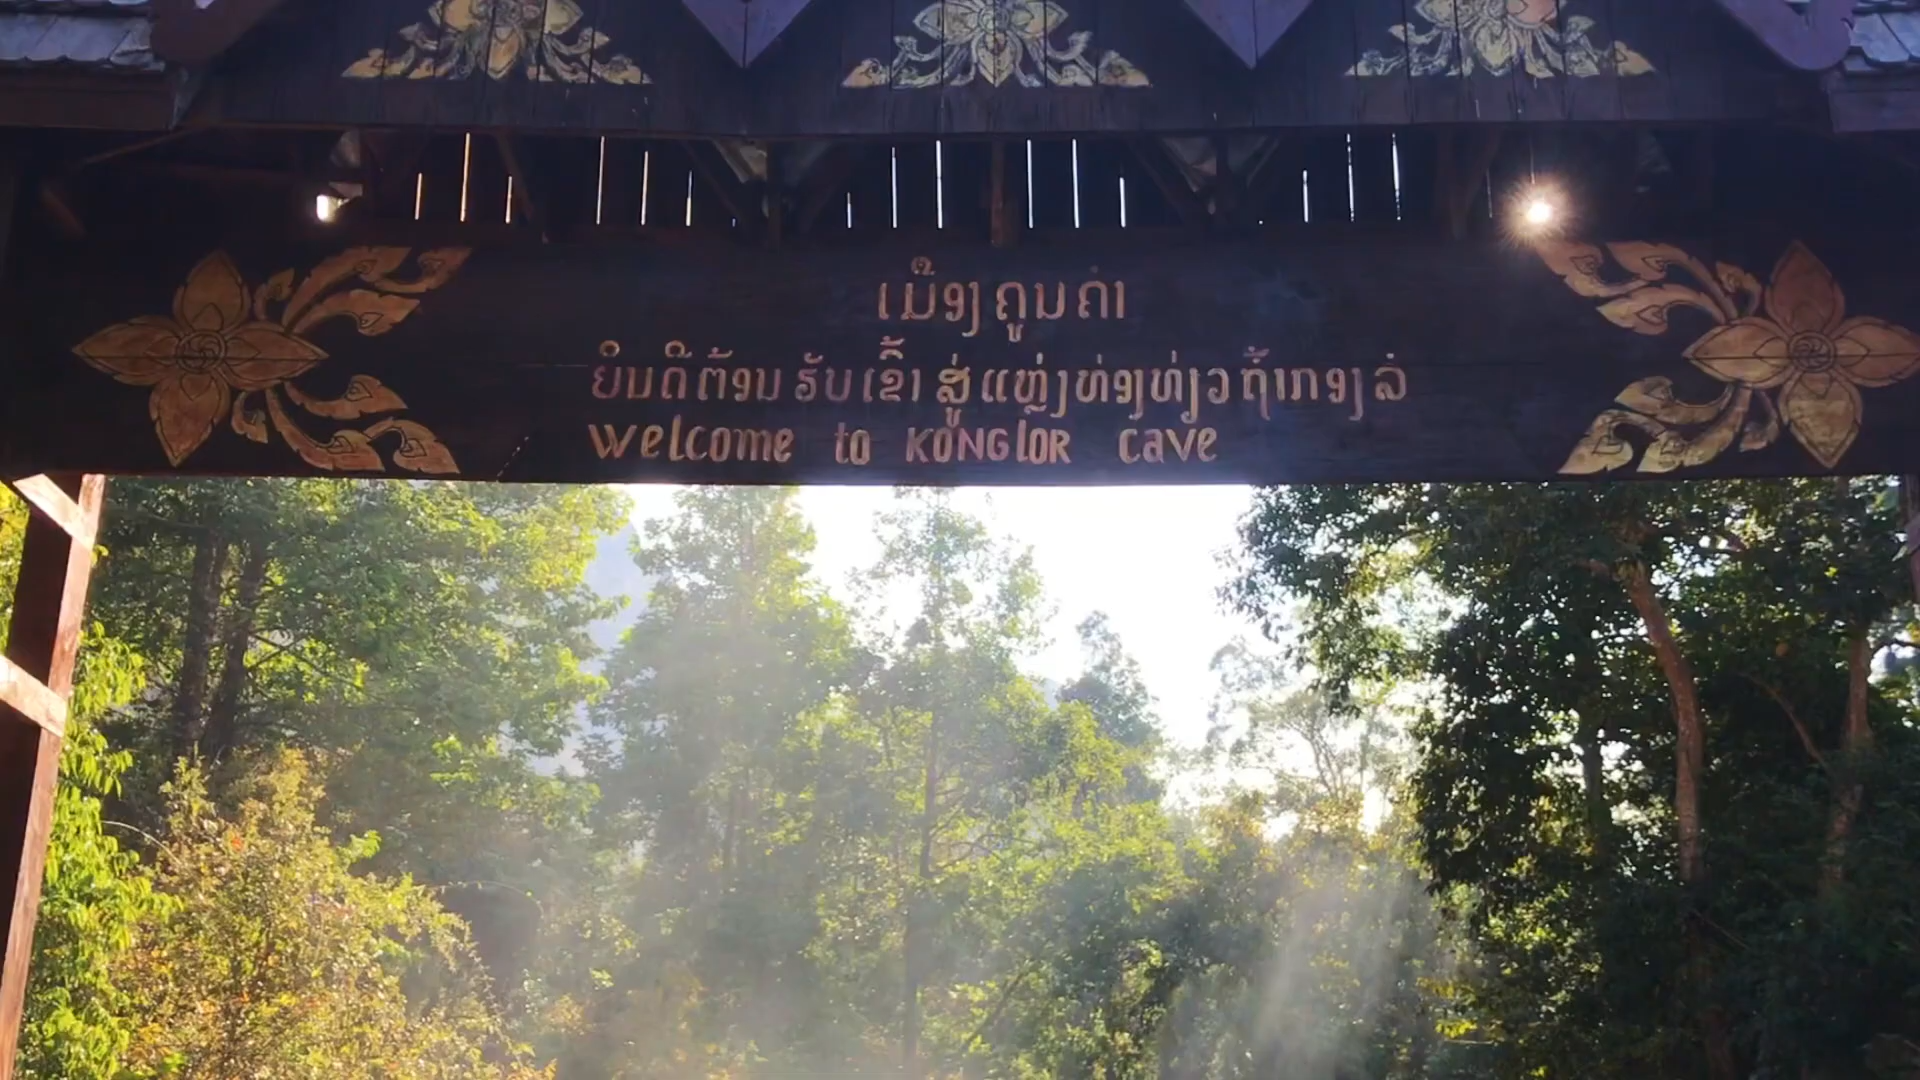 ເມືອງ ຄູນຄຳ
ຍິນດີຕ້ອນ ຮັບເຂົ້າ ສູ່ ແຫຼ່ງທ່ອງທ່ຽວ ຖ້ຳກອງລໍ
welcome to KONGlOR cave